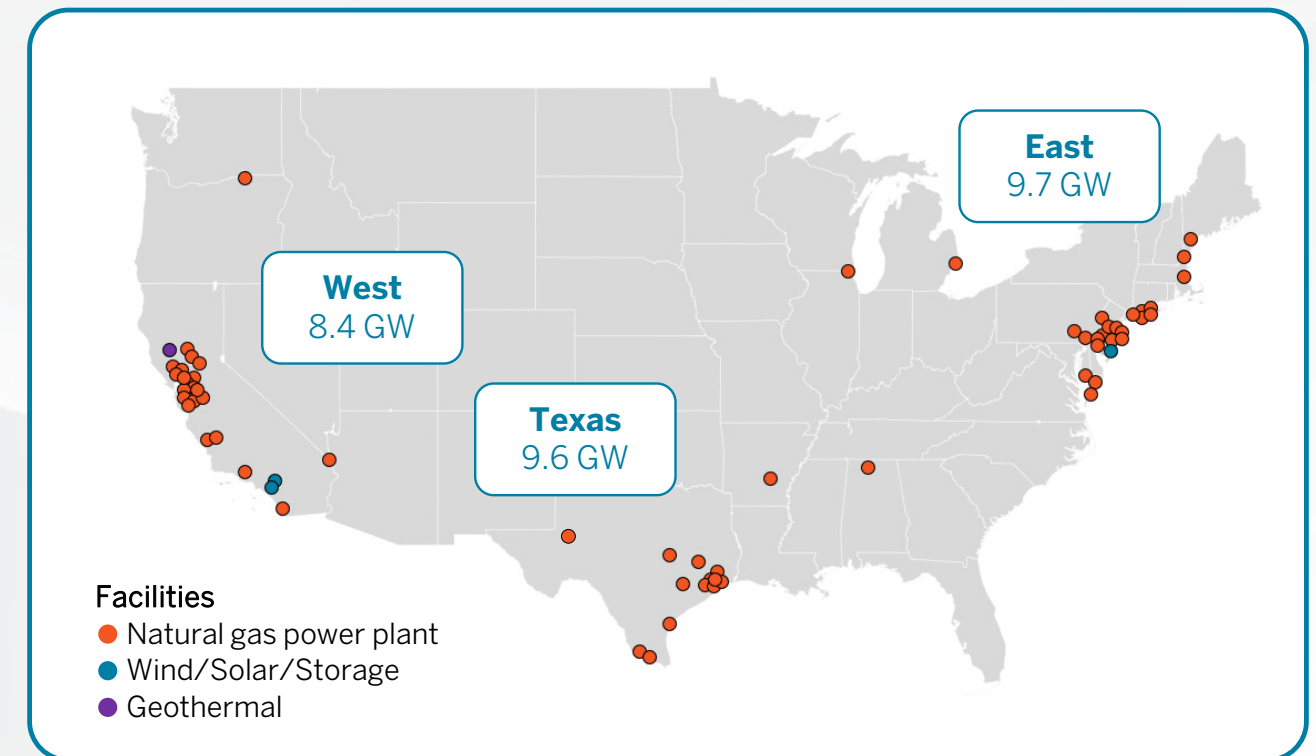 East
9.7 GW
West
8.4 GW
Texas
9.6 GW
Facilities
Natural gas power plant
Wind/Solar/Storage
Geothermal